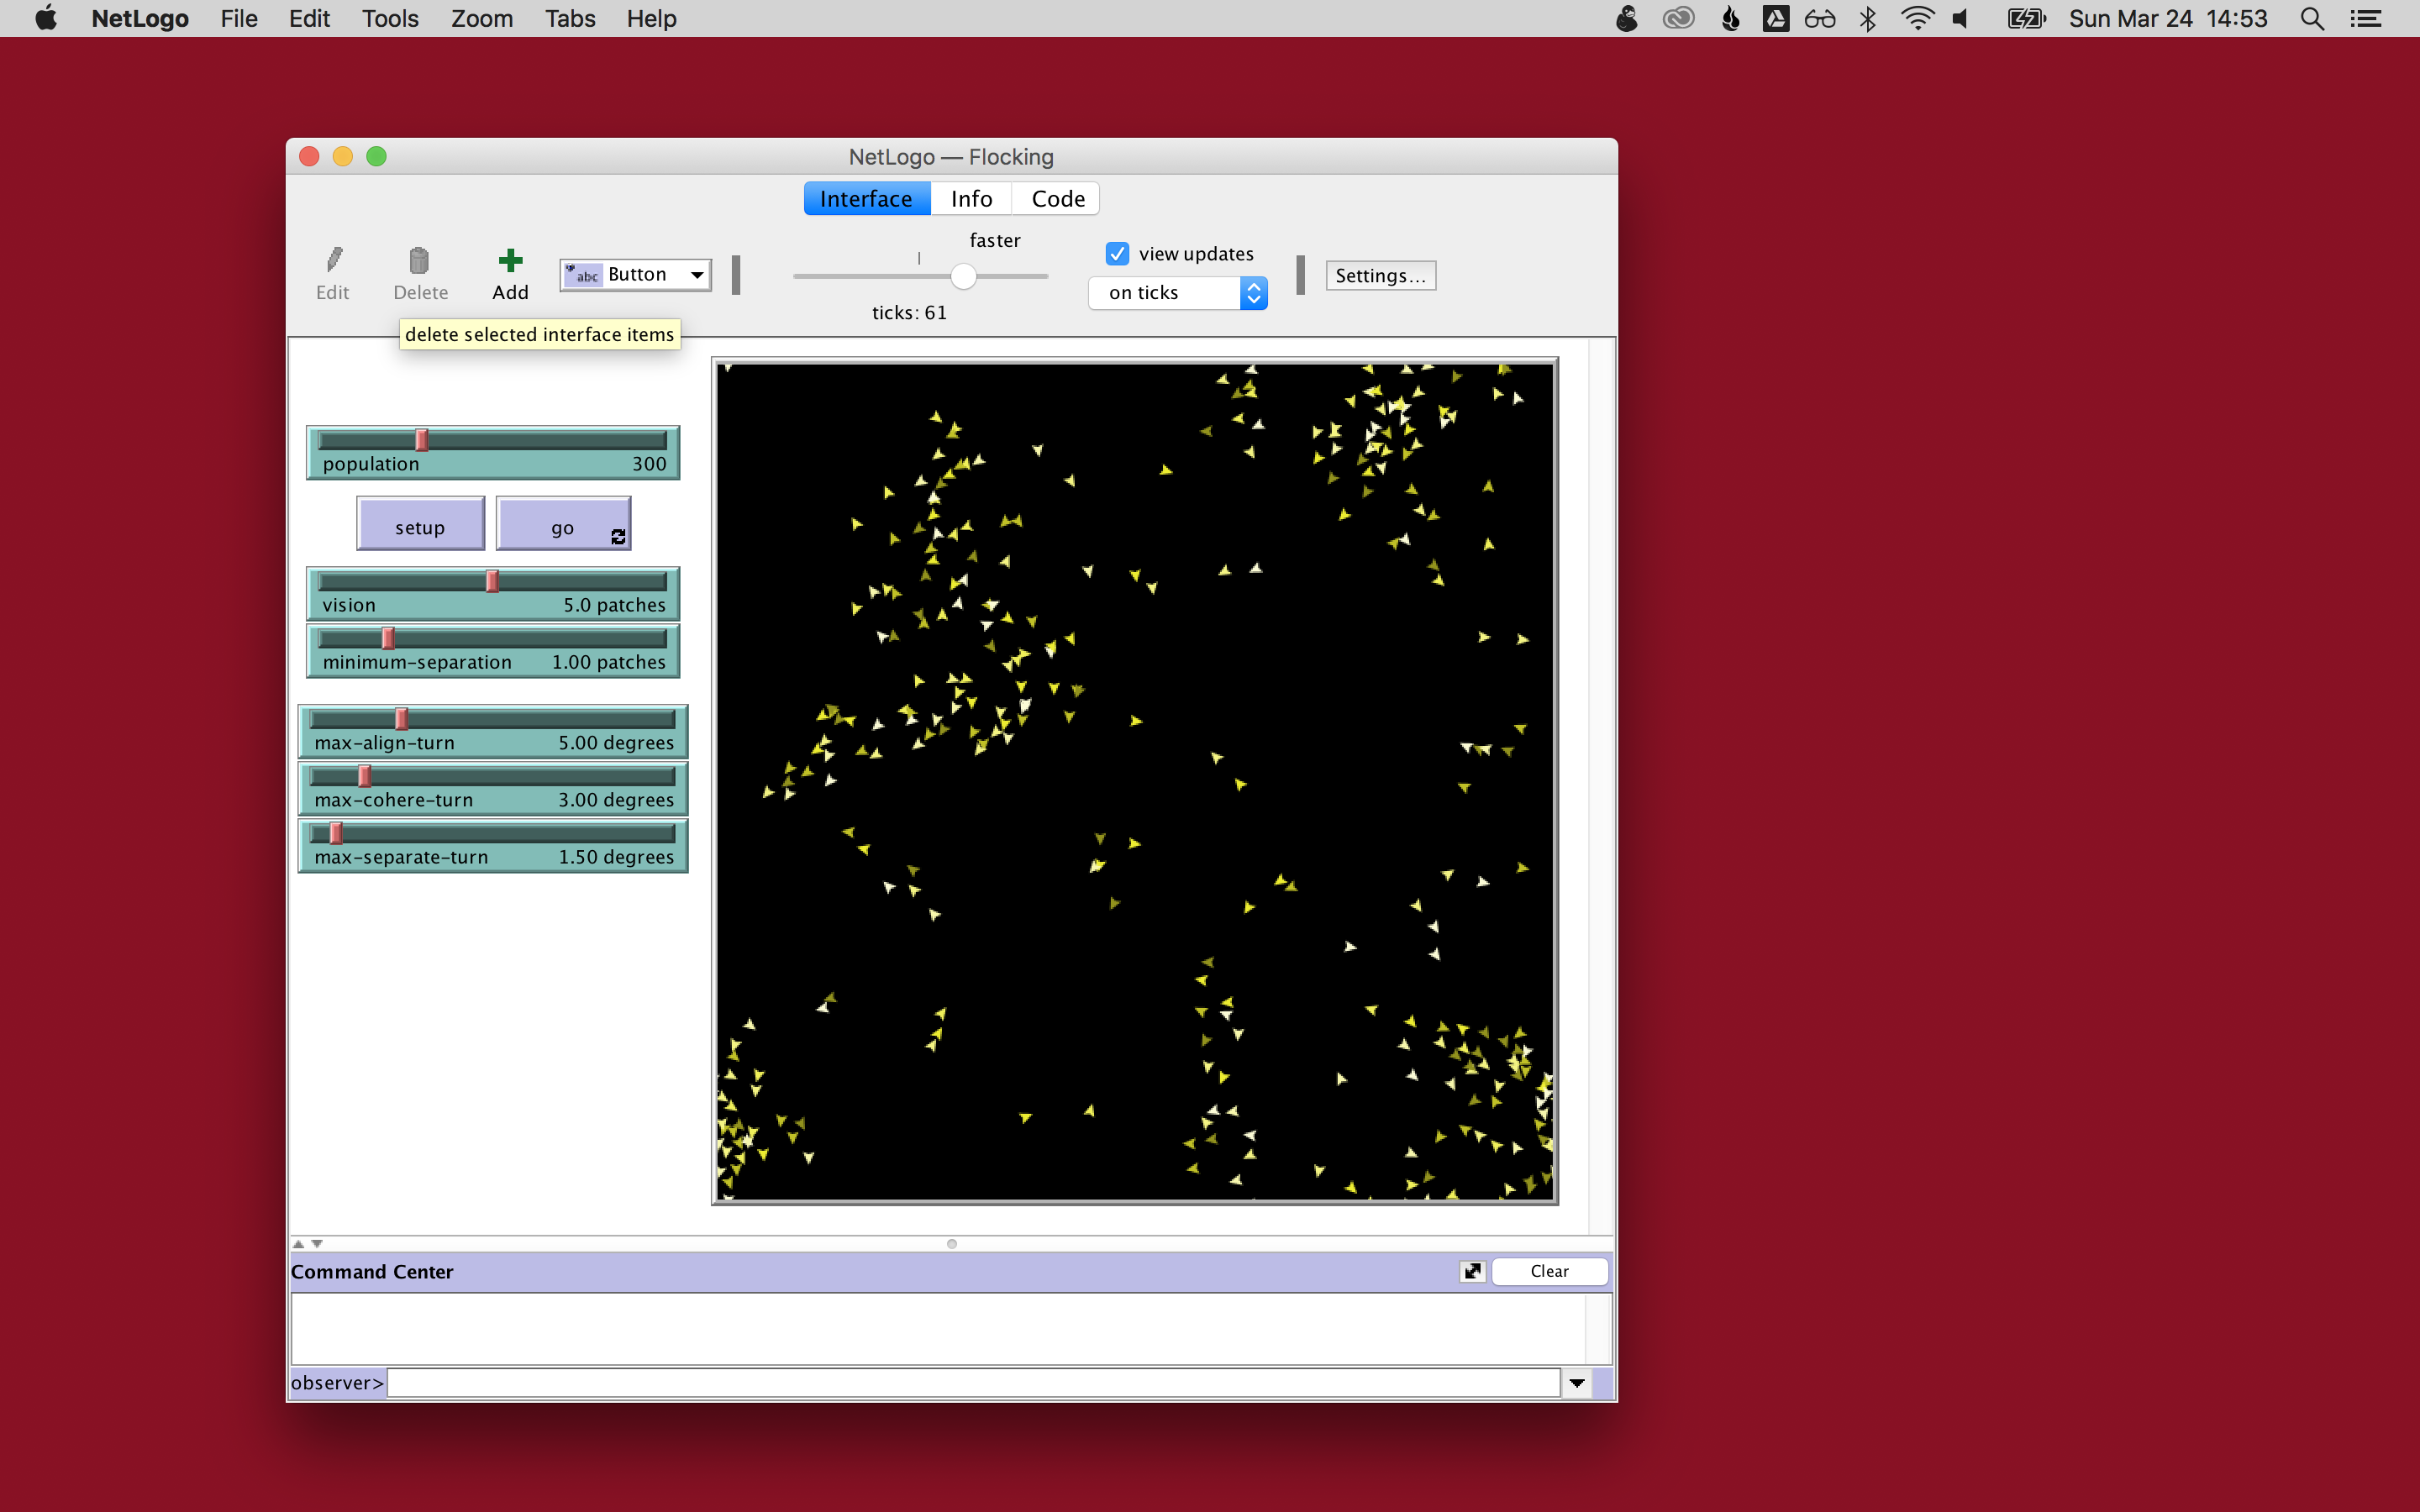 NetLogo File Edit Tools Zoom Tabs Help Sun Mar 24 14:53
NetLogo — Flocking
Interface Info Code
Edit Delete Add abc Button faster view updates Settings...
on ticks
ticks: 61
delete selected interface items
population 300
setup go
vision 5.0 patches
minimum-separation 1.00 patches
max-align-turn 5.00 degrees
max-cohere-turn 3.00 degrees
max-separate-turn 1.50 degrees
Command Center Clear
observer>